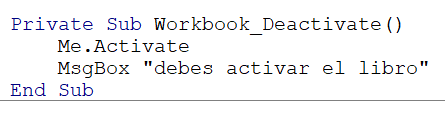 Private Sub Workbook_Deactivate()
    Me.Activate
    MsgBox "debes activar el libro"
End Sub